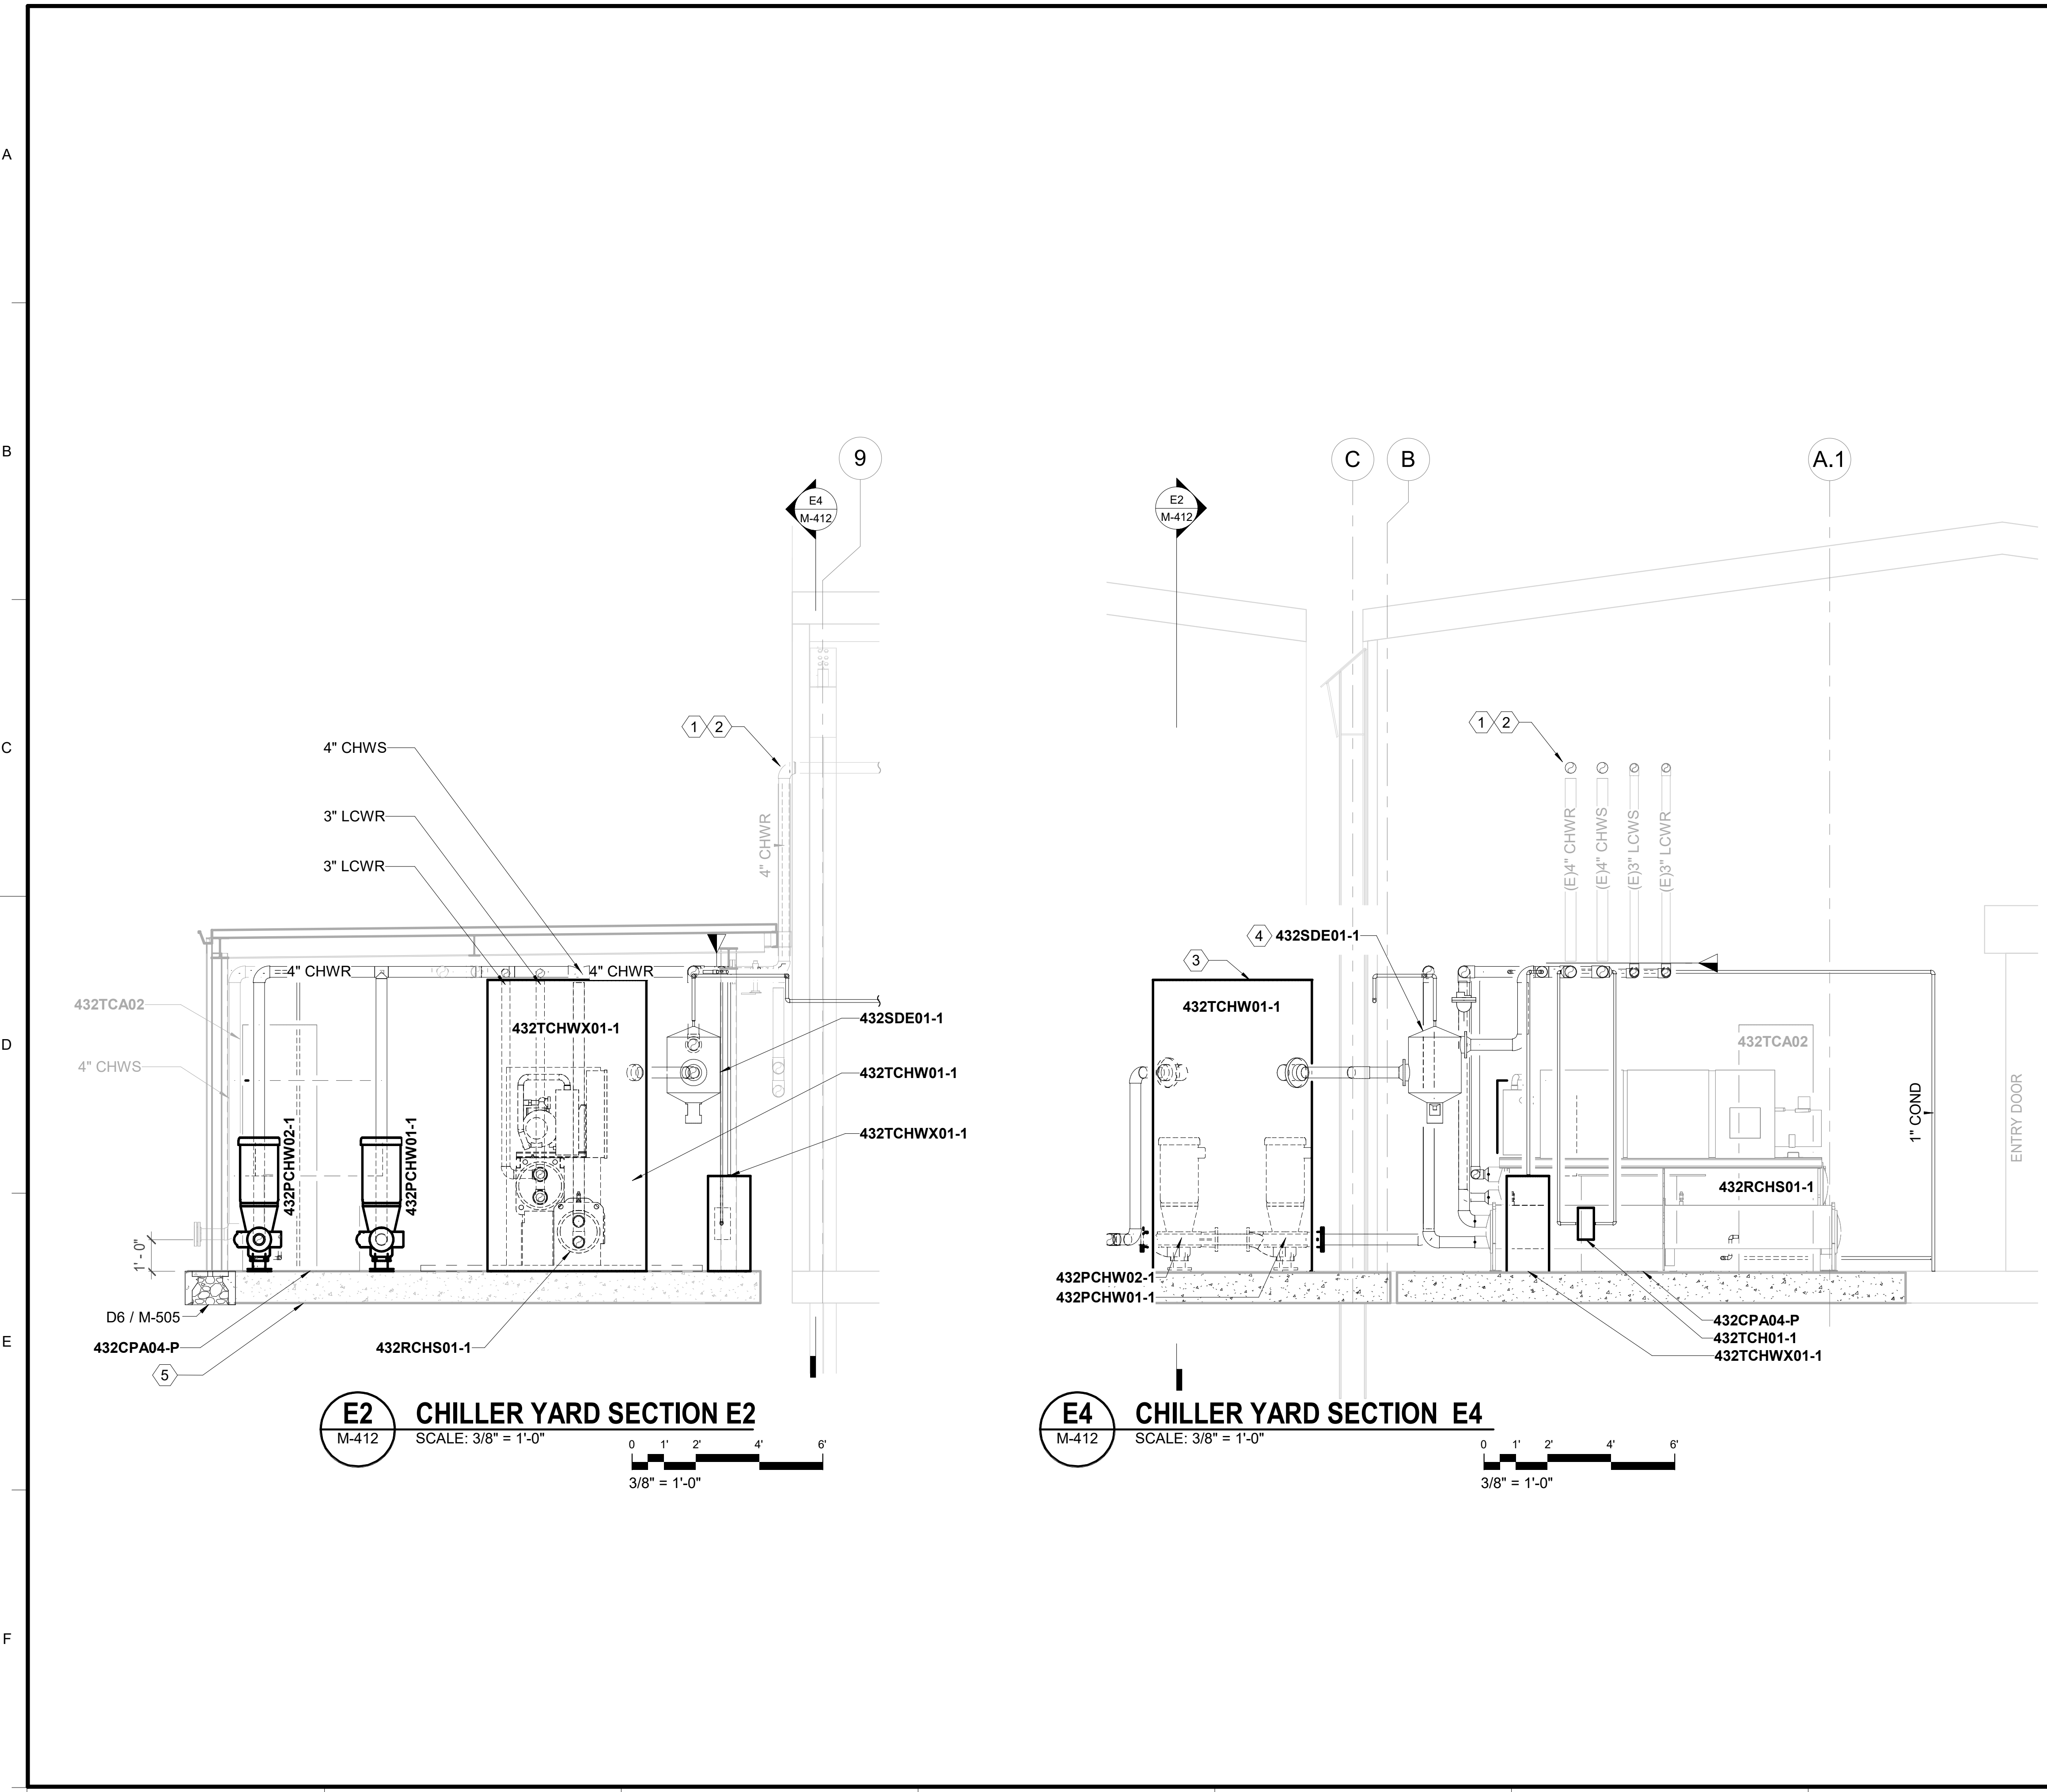 A
B
C
D
E
F
9
E4
M-412
1
2
4" CHWS
3" LCWR
3" LCWR
4" CHWR
4" CHWR
4" CHWR
432TCA02
4" CHWS
432TCHWX01-1
432SDE01-1
432TCHW01-1
432TCHWX01-1
432PCHW02-1
432PCHW01-1
1' - 0"
D6 / M-505
432CPA04-P
5
432RCHS01-1
E2
M-412
CHILLER YARD SECTION E2
SCALE: 3/8" = 1'-0"
0 1' 2' 4' 6'
3/8" = 1'-0"
C
B
A.1
E2
M-412
1
2
(E)4" CHWR
(E)4" CHWS
(E)3" LCWS
(E)3" LCWR
4
432SDE01-1
3
432TCHW01-1
432TCA02
1" COND
ENTRY DOOR
432RCHS01-1
432PCHW02-1
432PCHW01-1
432CPA04-P
432TCH01-1
432TCHWX01-1
E4
M-412
CHILLER YARD SECTION E4
SCALE: 3/8" = 1'-0"
0 1' 2' 4' 6'
3/8" = 1'-0"